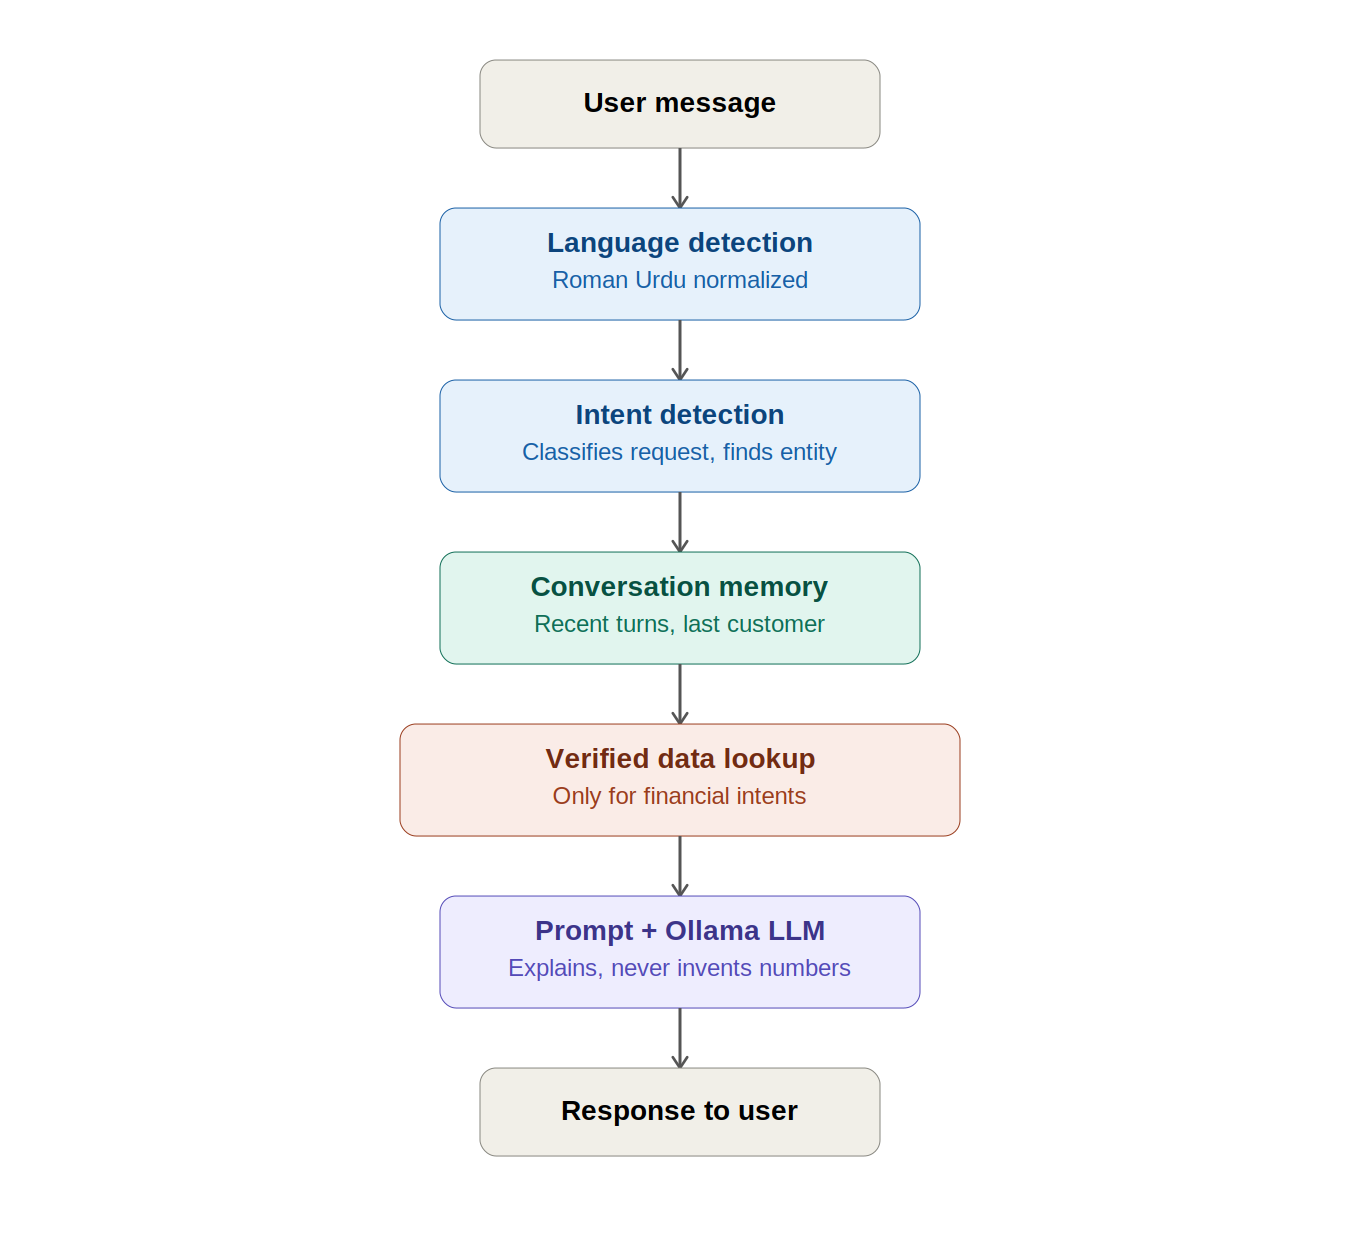 User message
Language detection
Roman Urdu normalized
Intent detection
Classifies request, finds entity
Conversation memory
Recent turns, last customer
Verified data lookup
Only for financial intents
Prompt + Ollama LLM
Explains, never invents numbers
Response to user